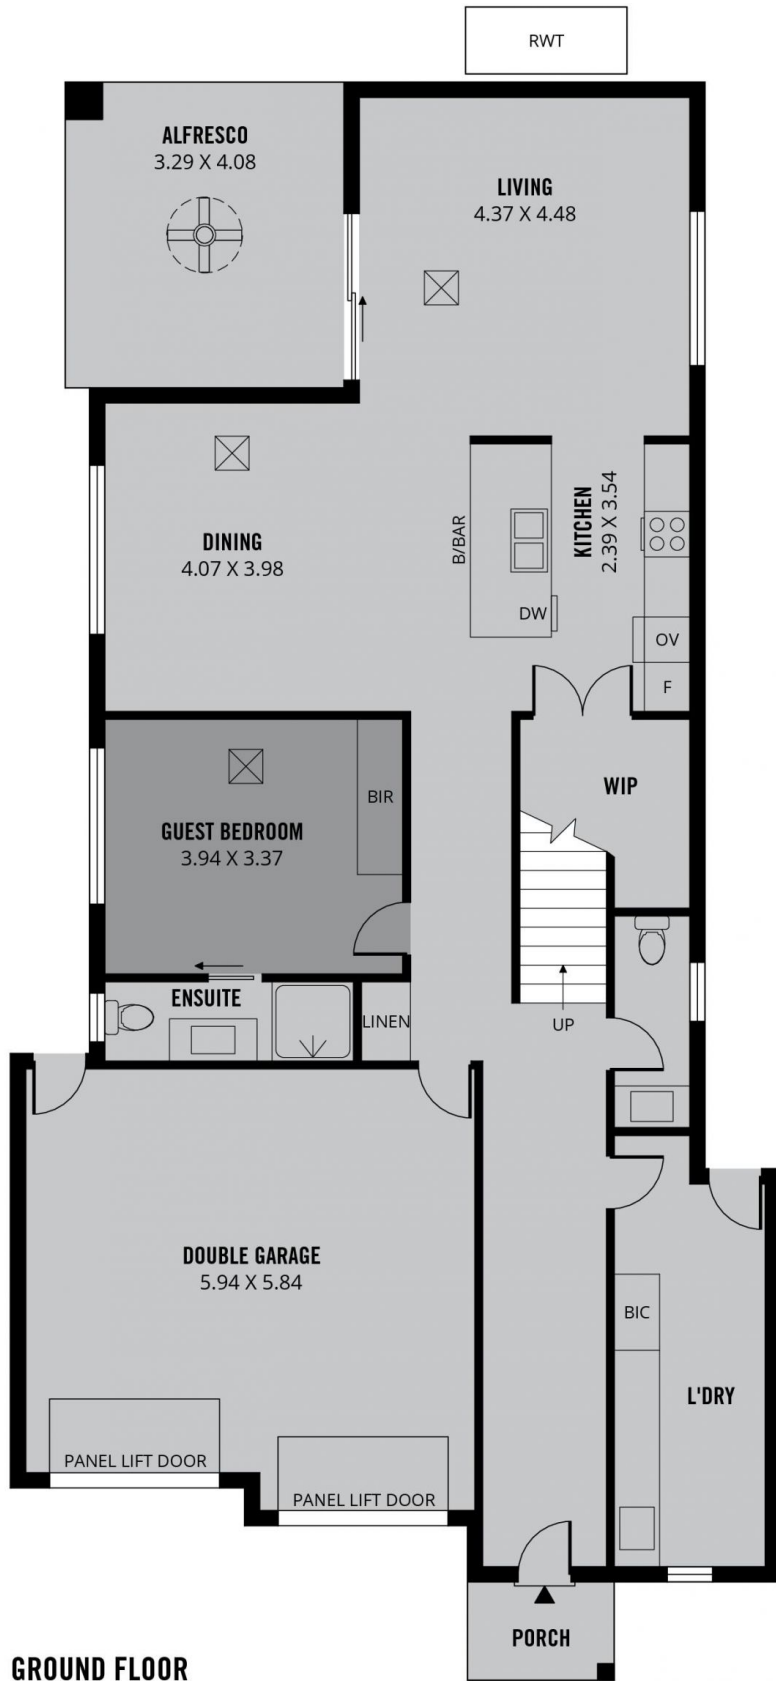 RWT
ALFRESCO
3.29 X 4.08
LIVING
4.37 X 4.48
B/BAR
KITCHEN
2.39 X 3.54
DINING
4.07 X 3.98
DW
OV
F
WIP
BIR
GUEST BEDROOM
3.94 X 3.37
ENSUITE
LINEN
UP
DOUBLE GARAGE
5.94 X 5.84
BIC
L'DRY
PANEL LIFT DOOR
PANEL LIFT DOOR
PORCH
GROUND FLOOR